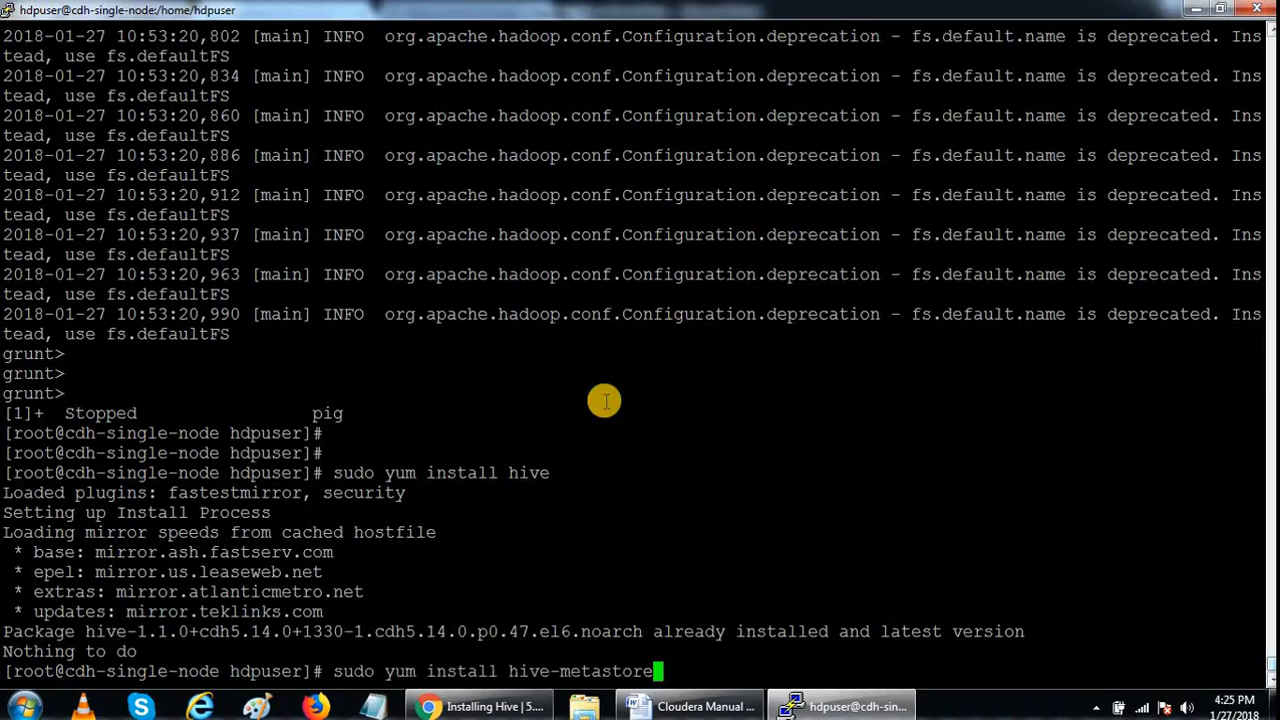 hdpuser@cdh-single-node:/home/hdpuser
2018-01-27 10:53:20,802 [main] INFO  org.apache.hadoop.conf.Configuration.deprecation - fs.default.name is deprecated. Ins
tead, use fs.defaultFS
2018-01-27 10:53:20,834 [main] INFO  org.apache.hadoop.conf.Configuration.deprecation - fs.default.name is deprecated. Ins
tead, use fs.defaultFS
2018-01-27 10:53:20,860 [main] INFO  org.apache.hadoop.conf.Configuration.deprecation - fs.default.name is deprecated. Ins
tead, use fs.defaultFS
2018-01-27 10:53:20,886 [main] INFO  org.apache.hadoop.conf.Configuration.deprecation - fs.default.name is deprecated. Ins
tead, use fs.defaultFS
2018-01-27 10:53:20,912 [main] INFO  org.apache.hadoop.conf.Configuration.deprecation - fs.default.name is deprecated. Ins
tead, use fs.defaultFS
2018-01-27 10:53:20,937 [main] INFO  org.apache.hadoop.conf.Configuration.deprecation - fs.default.name is deprecated. Ins
tead, use fs.defaultFS
2018-01-27 10:53:20,963 [main] INFO  org.apache.hadoop.conf.Configuration.deprecation - fs.default.name is deprecated. Ins
tead, use fs.defaultFS
2018-01-27 10:53:20,990 [main] INFO  org.apache.hadoop.conf.Configuration.deprecation - fs.default.name is deprecated. Ins
tead, use fs.defaultFS
grunt>
grunt>
grunt>
[1]+  Stopped                 pig
[root@cdh-single-node hdpuser]#
[root@cdh-single-node hdpuser]#
[root@cdh-single-node hdpuser]# sudo yum install hive
Loaded plugins: fastestmirror, security
Setting up Install Process
Loading mirror speeds from cached hostfile
 * base: mirror.ash.fastserv.com
 * epel: mirror.us.leaseweb.net
 * extras: mirror.atlanticmetro.net
 * updates: mirror.teklinks.com
Package hive-1.1.0+cdh5.14.0+1330-1.cdh5.14.0.p0.47.el6.noarch already installed and latest version
Nothing to do
[root@cdh-single-node hdpuser]# sudo yum install hive-metastore
Installing Hive | 5....
Cloudera Manual ...
hdpuser@cdh-sin...
4:25 PM
1/27/2018